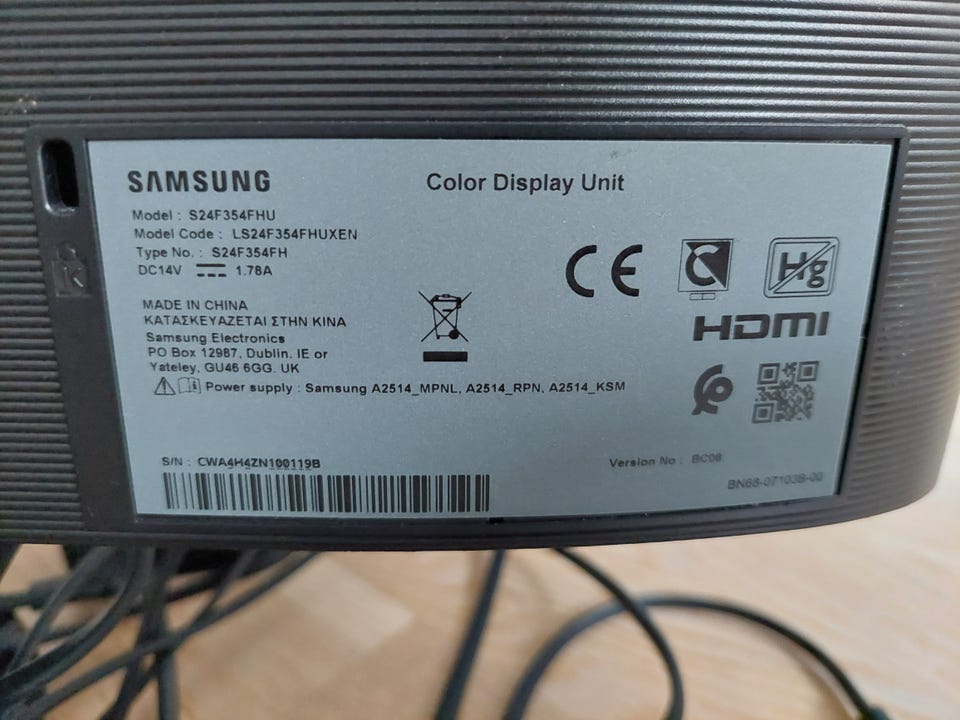 SAMSUNG
Color Display Unit
Model : S24F354FHU
Model Code : LS24F354FHUXEN
Type No. : S24F354FH
DC14V 1.78A
MADE IN CHINA
ΚΑΤΑΣΚΕΥΑΖΕΤΑΙ ΣΤΗΝ ΚΙΝΑ
Samsung Electronics
PO Box 12987, Dublin. IE or
Yateley, GU46 6GG. UK
Power supply : Samsung A2514_MPNL, A2514_RPN, A2514_KSM
CE
Hg
HDMI
S/N : CWA4H4ZN100119B
Version No : BC08
BN68-07103B-00